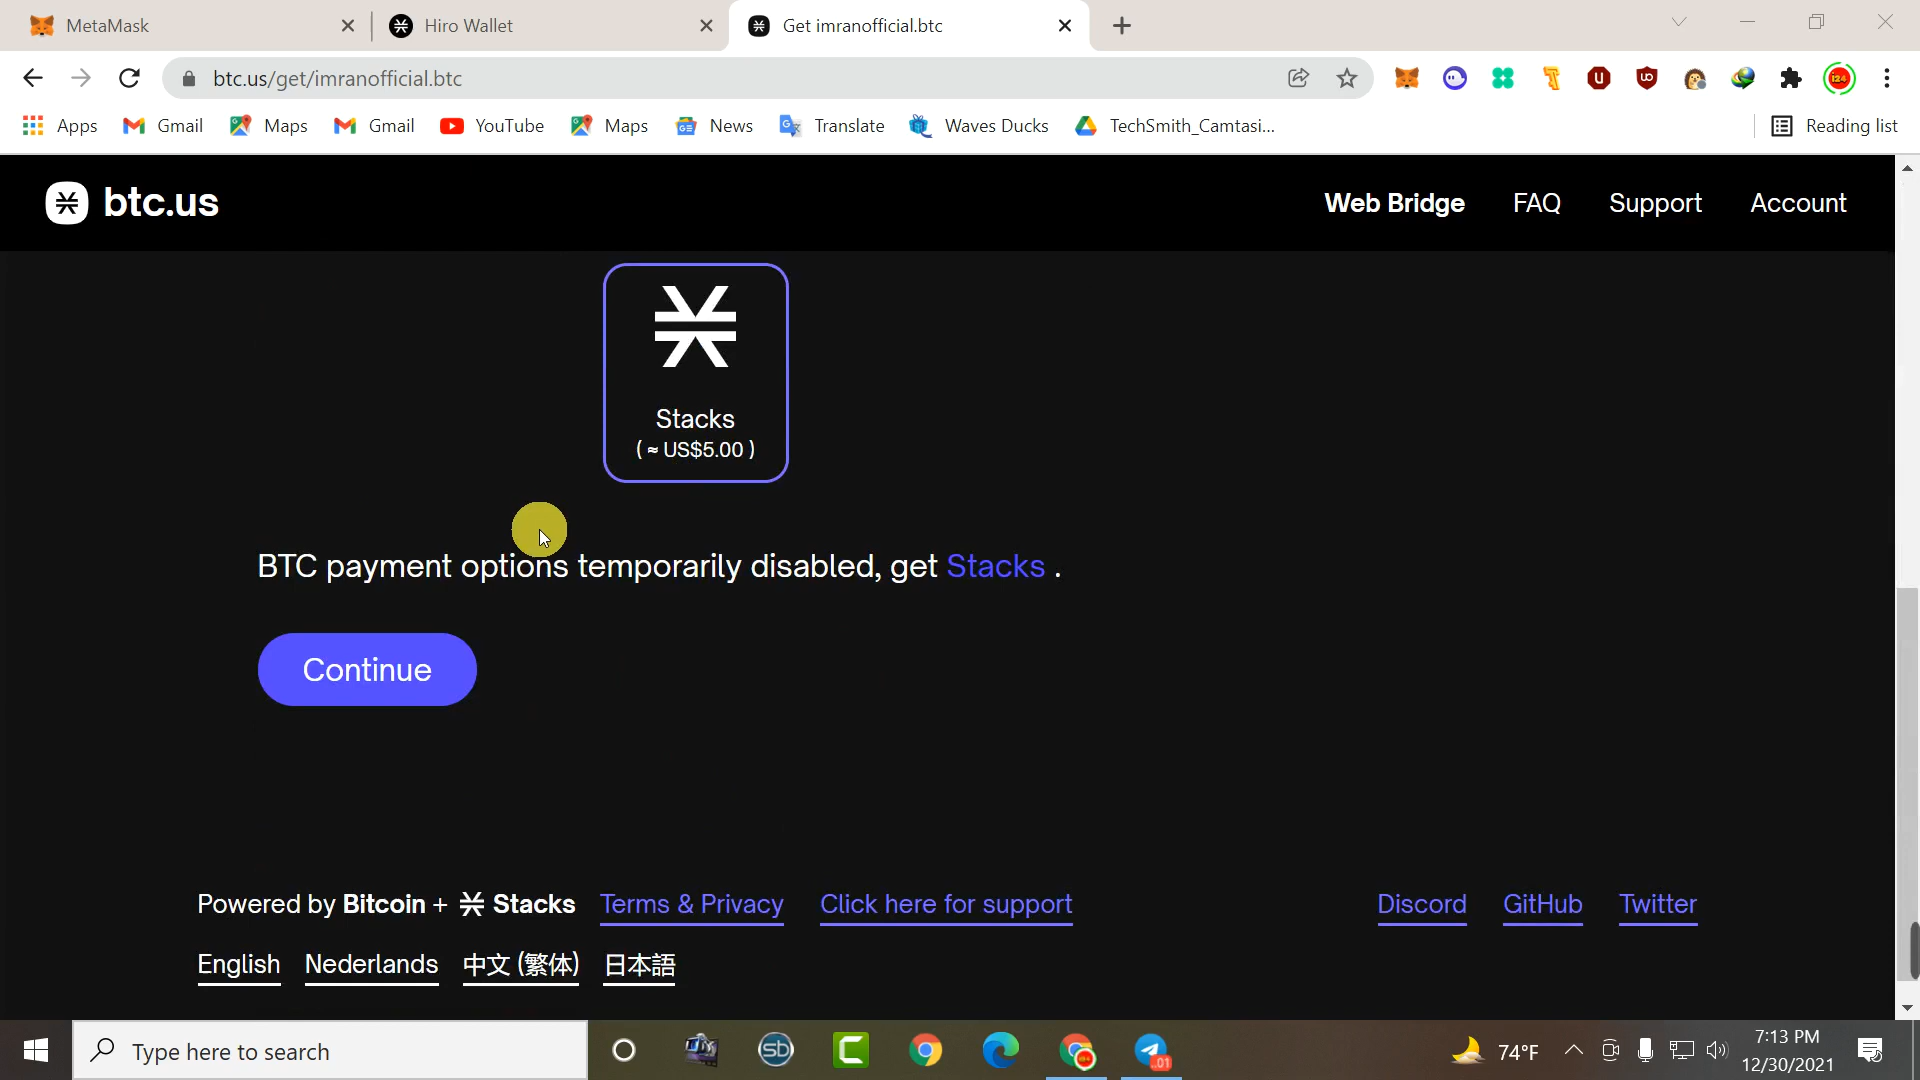 MetaMask
Hiro Wallet
Get imranofficial.btc
btc.us/get/imranofficial.btc
Apps
Gmail
Maps
Gmail
YouTube
Maps
News
Translate
Waves Ducks
TechSmith_Camtasi...
Reading list
btc.us
Web Bridge
FAQ
Support
Account
Stacks
( ≈ US$5.00 )
BTC payment options temporarily disabled, get Stacks .
Continue
Powered by Bitcoin + Stacks
Terms & Privacy
Click here for support
Discord
GitHub
Twitter
English
Nederlands
中文 (繁体)
日本語
Type here to search
74°F
7:13 PM
12/30/2021